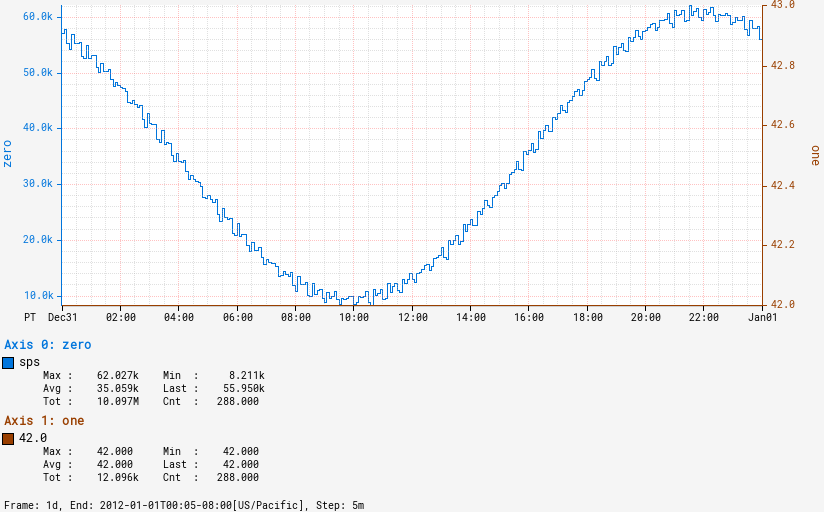 60.0k
50.0k
40.0k
30.0k
20.0k
10.0k
zero
43.0
42.8
42.6
42.4
42.2
42.0
one
PT Dec31 02:00 04:00 06:00 08:00 10:00 12:00 14:00 16:00 18:00 20:00 22:00 Jan01
Axis 0: zero
sps
Max : 62.027k Min : 8.211k
Avg : 35.059k Last : 55.950k
Tot : 10.097M Cnt : 288.000
Axis 1: one
42.0
Max : 42.000 Min : 42.000
Avg : 42.000 Last : 42.000
Tot : 12.096k Cnt : 288.000
Frame: 1d, End: 2012-01-01T00:05-08:00[US/Pacific], Step: 5m